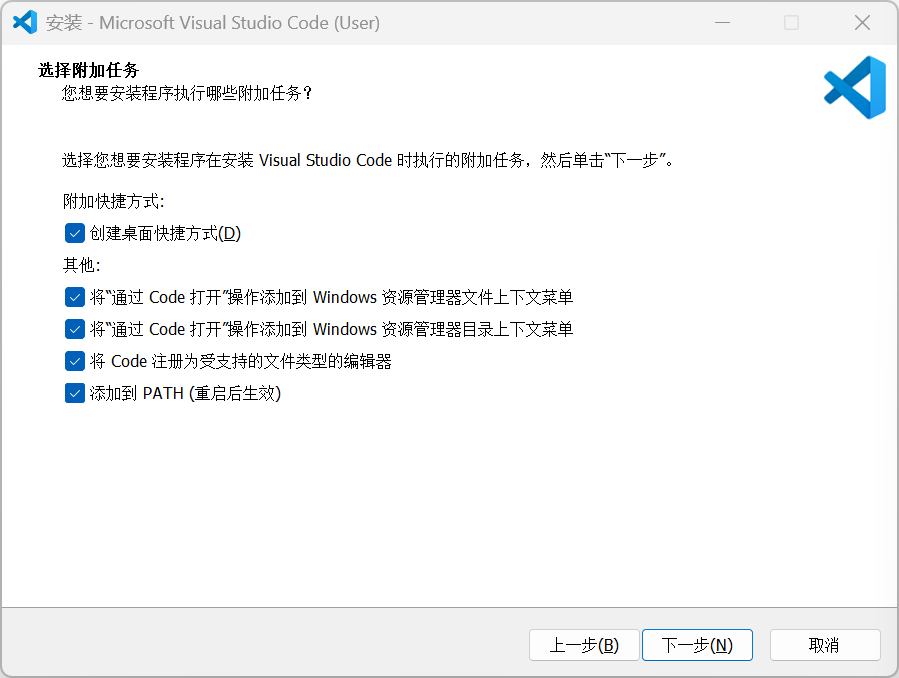 安装 - Microsoft Visual Studio Code (User)
选择附加任务
您想要安装程序执行哪些附加任务？
选择您想要安装程序在安装 Visual Studio Code 时执行的附加任务，然后单击“下一步”。
附加快捷方式:
创建桌面快捷方式(D)
其他:
将“通过 Code 打开”操作添加到 Windows 资源管理器文件上下文菜单
将“通过 Code 打开”操作添加到 Windows 资源管理器目录上下文菜单
将 Code 注册为受支持的文件类型的编辑器
添加到 PATH (重启后生效)
上一步(B) 下一步(N) 取消